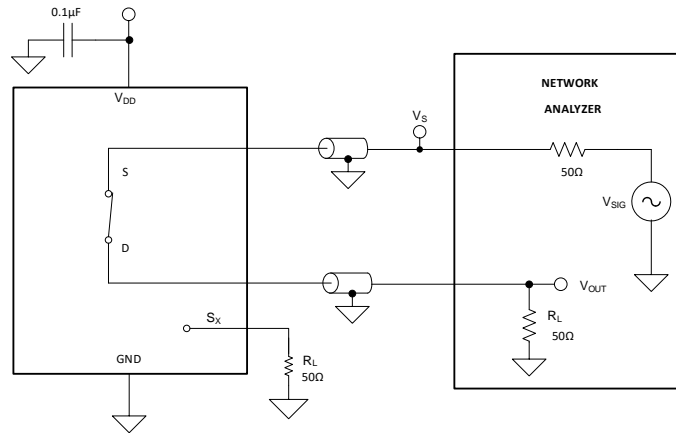 0.1µF
V_DD
NETWORK
ANALYZER
V_S
S
50Ω
V_SIG
D
V_OUT
S_X
R_L
50Ω
GND
R_L
50Ω